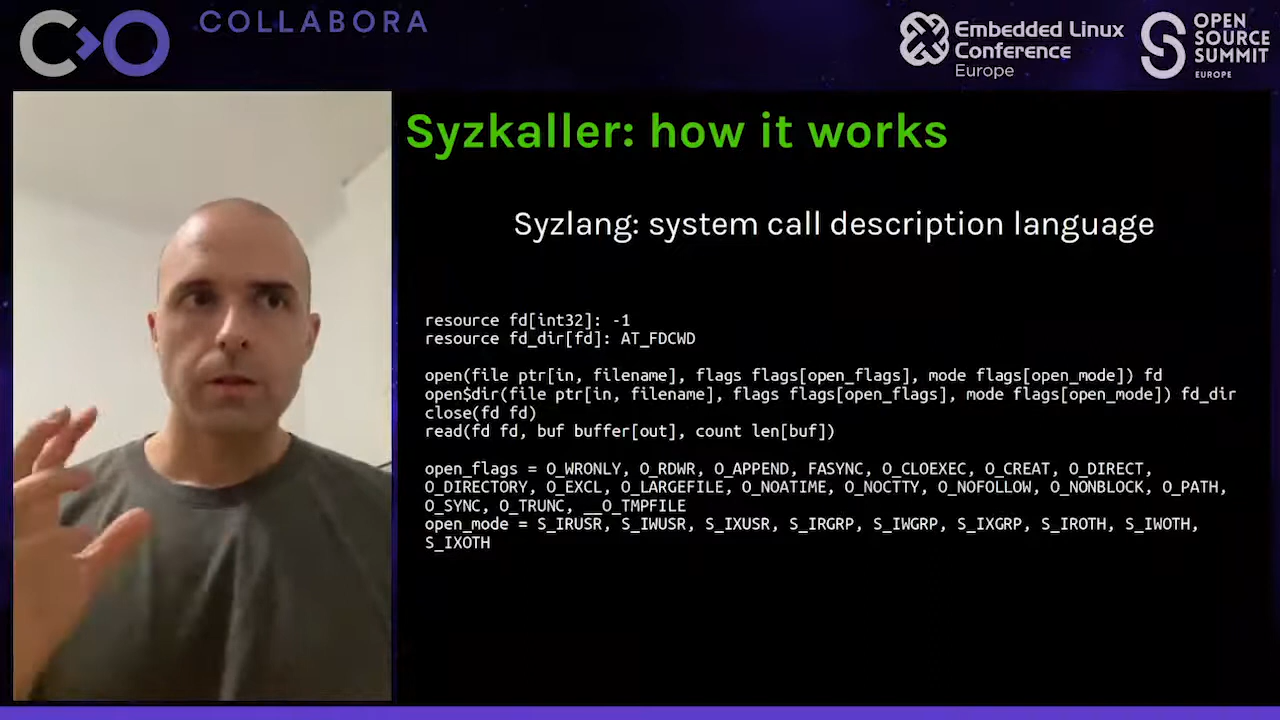 COLLABORA
Embedded Linux
Conference
Europe
OPEN
SOURCE
SUMMIT
EUROPE
Syzkaller: how it works
Syzlang: system call description language
resource fd[int32]: -1
resource fd_dir[fd]: AT_FDCWD
open(file ptr[in, filename], flags flags[open_flags], mode flags[open_mode]) fd
open$dir(file ptr[in, filename], flags flags[open_flags], mode flags[open_mode]) fd_dir
close(fd fd)
read(fd fd, buf buffer[out], count len[buf])
open_flags = O_WRONLY, O_RDWR, O_APPEND, FASYNC, O_CLOEXEC, O_CREAT, O_DIRECT,
O_DIRECTORY, O_EXCL, O_LARGEFILE, O_NOATIME, O_NOCTTY, O_NOFOLLOW, O_NONBLOCK, O_PATH,
O_SYNC, O_TRUNC, __O_TMPFILE
open_mode = S_IRUSR, S_IWUSR, S_IXUSR, S_IRGRP, S_IWGRP, S_IXGRP, S_IROTH, S_IWOTH,
S_IXOTH